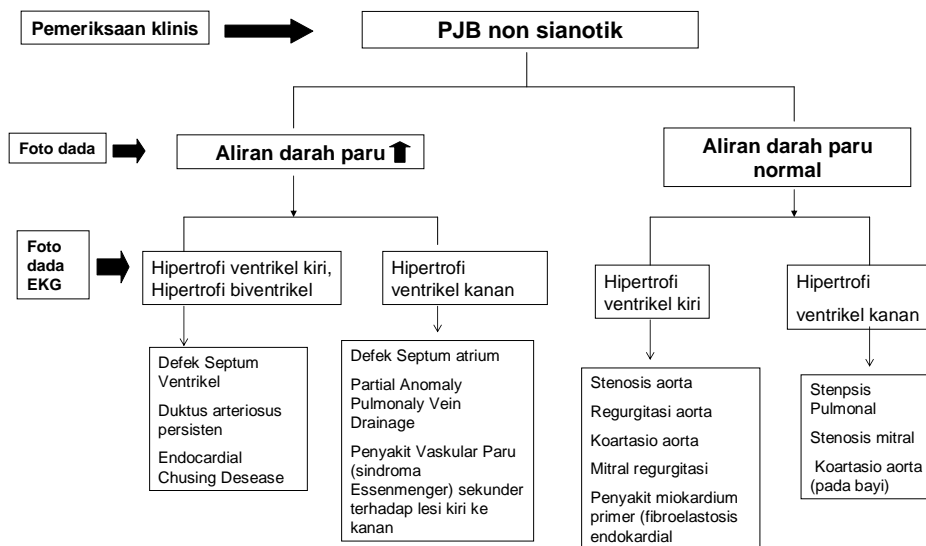 Pemeriksaan klinis
PJB non sianotik
Foto dada
Aliran darah paru
Aliran darah paru
normal
Foto
dada
EKG
Hipertrofi ventrikel kiri,
Hipertrofi biventrikel
Hipertrofi
ventrikel kanan
Hipertrofi
ventrikel kiri
Hipertrofi
ventrikel kanan
Defek Septum
Ventrikel
Duktus arteriosus
persisten
Endocardial
Chusing Desease
Defek Septum atrium
Partial Anomaly
Pulmonaly Vein
Drainage
Penyakit Vaskular Paru
(sindroma
Essenmenger) sekunder
terhadap lesi kiri ke
kanan
Stenosis aorta
Regurgitasi aorta
Koartasio aorta
Mitral regurgitasi
Penyakit miokardium
primer (fibroelastosis
endokardial
Stenpsis
Pulmonal
Stenosis mitral
Koartasio aorta
(pada bayi)